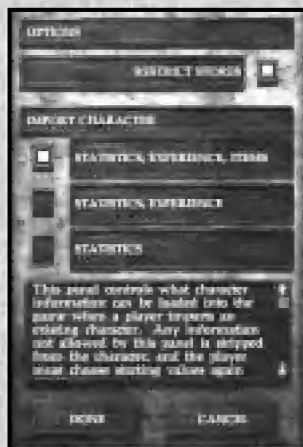 OPTIONS
RESTRICT SWORDS
IMPORT CHARACTER
STATISTICS, EXPERIENCE, ITEMS
STATISTICS, EXPERIENCE
STATISTICS
This panel controls what character
information can be loaded into the
game when a player imports an
existing character. Any information
not allowed by this panel is stripped
from the character, and the player
must choose starting values again
DONE
CANCEL